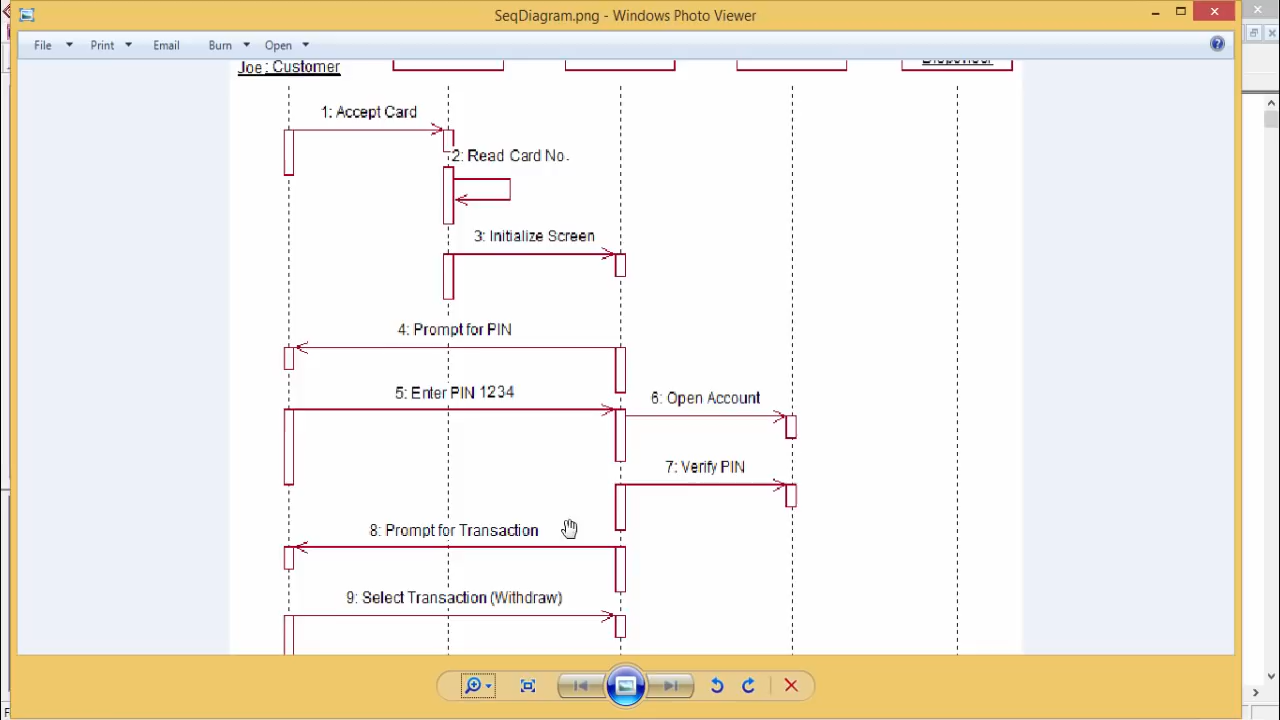 SeqDiagram.png - Windows Photo Viewer
File Print Email Burn Open
Joe : Customer
1: Accept Card
2: Read Card No.
3: Initialize Screen
4: Prompt for PIN
5: Enter PIN 1234
6: Open Account
7: Verify PIN
8: Prompt for Transaction
9: Select Transaction (Withdraw)